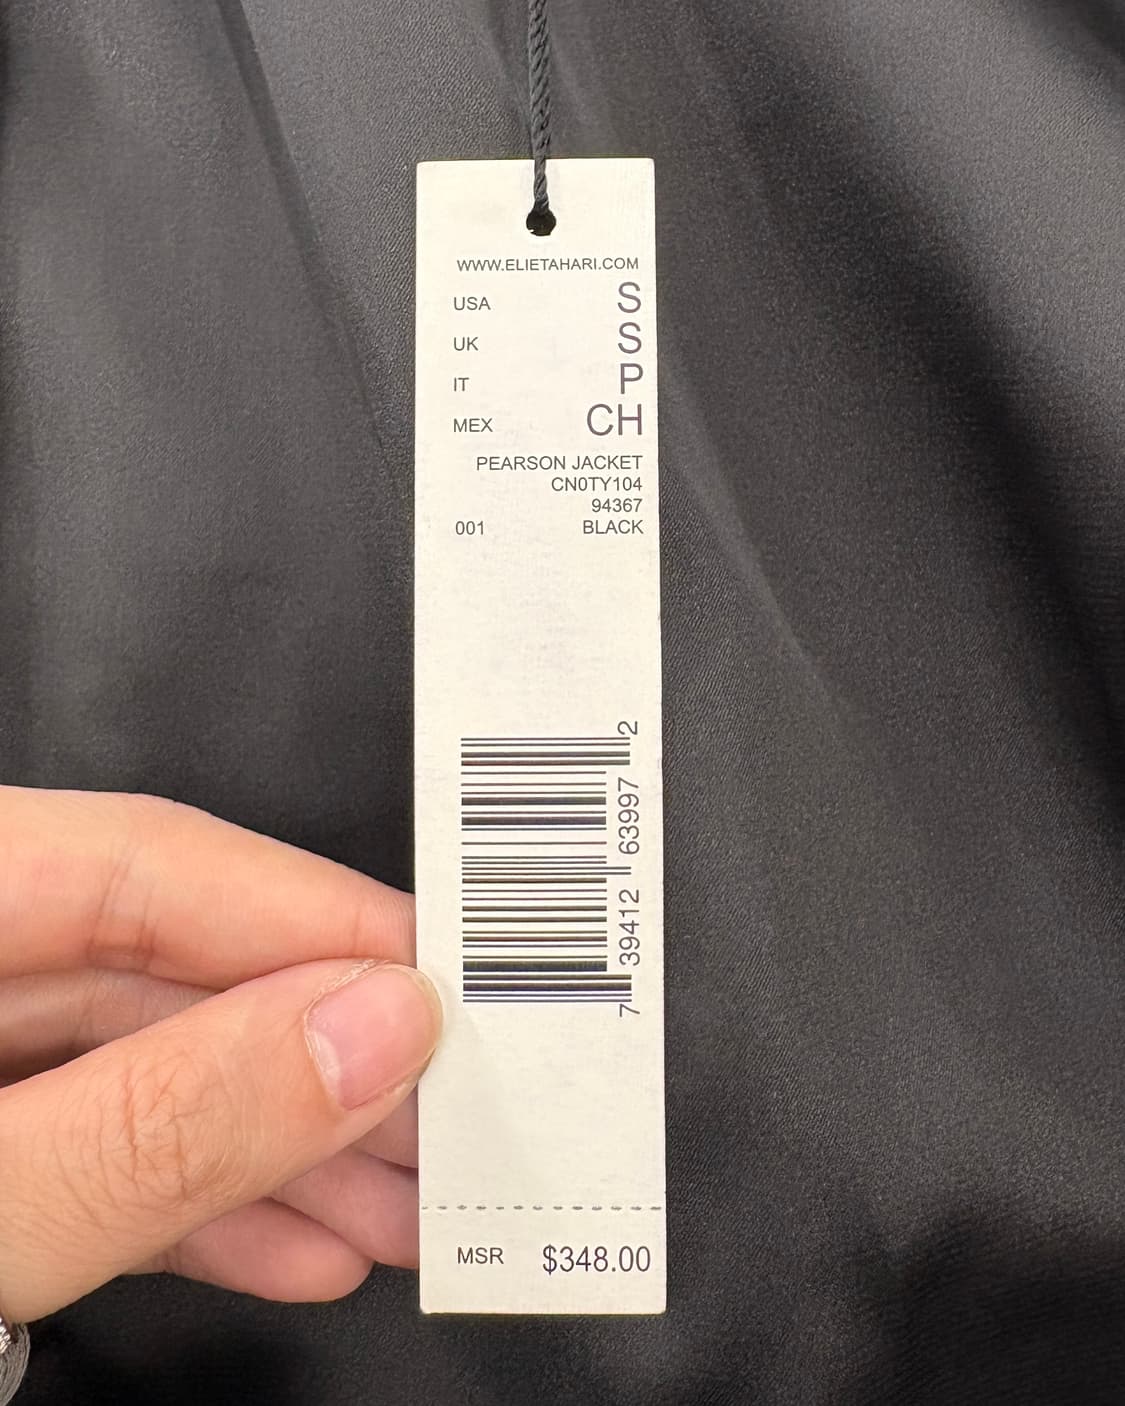 WWW.ELIETAHARI.COM
USA S
UK S
IT P
MEX CH
PEARSON JACKET
CN0TY104
94367
001 BLACK
7 39412 63997 2
MSR $348.00